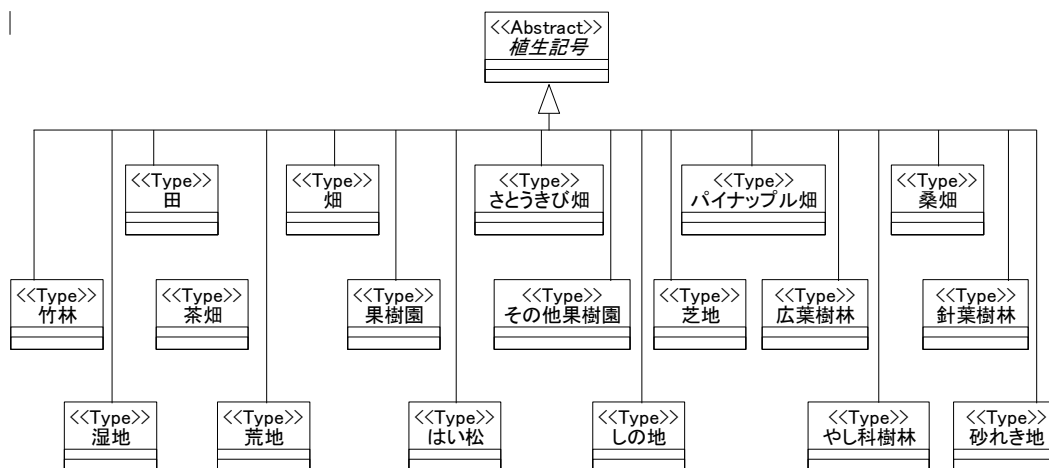 <<Abstract>>
植生記号
<<Type>>
田
<<Type>>
畑
<<Type>>
さとうきび畑
<<Type>>
パイナップル畑
<<Type>>
桑畑
<<Type>>
竹林
<<Type>>
茶畑
<<Type>>
果樹園
<<Type>>
その他果樹園
<<Type>>
芝地
<<Type>>
広葉樹林
<<Type>>
針葉樹林
<<Type>>
湿地
<<Type>>
荒地
<<Type>>
はい松
<<Type>>
しの地
<<Type>>
やし科樹林
<<Type>>
砂れき地